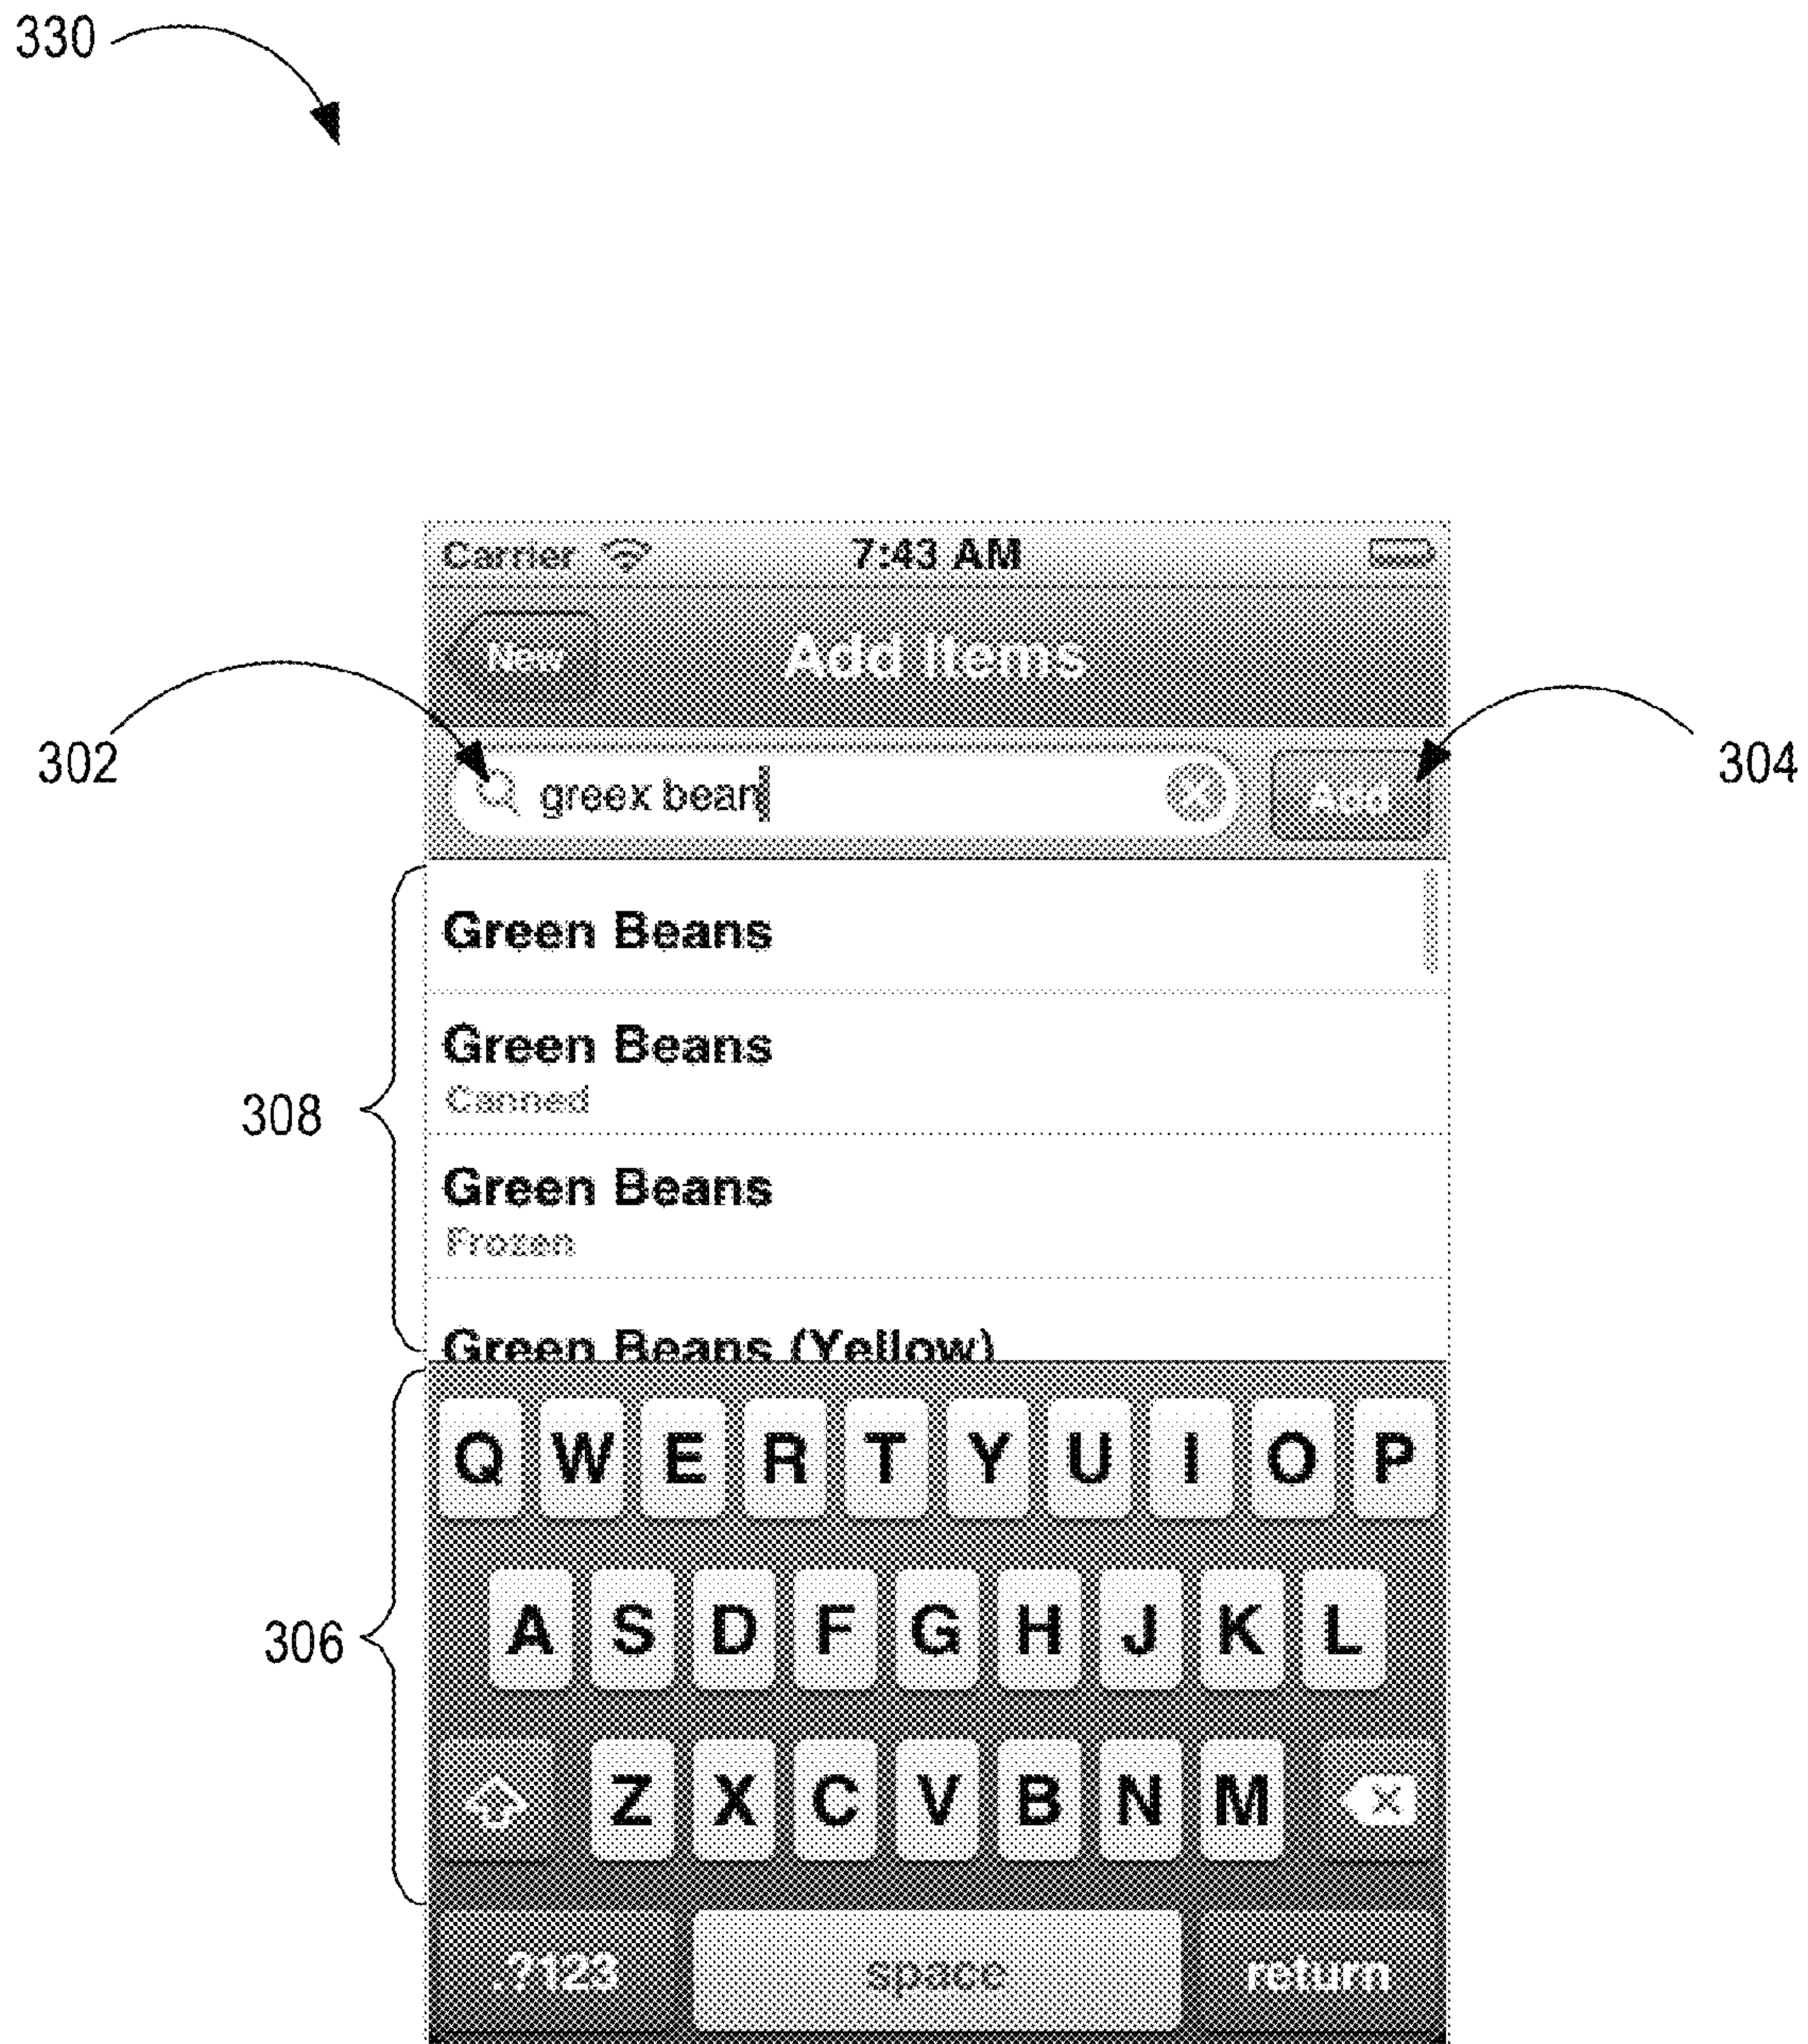 330
Carrier 7:43 AM
New Add Items
302
304
greex bean Add
Green Beans
Green Beans
Canned
308
Green Beans
Frozen
Green Beans (Yellow)
Q W E R T Y U I O P
A S D F G H J K L
306
Z X C V B N M
.?123 space return